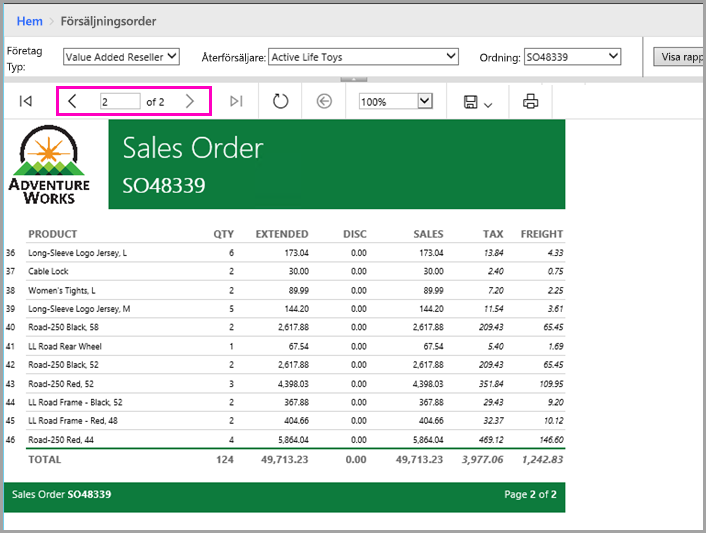 Hem Försäljningsorder
Företag Typ: Value Added Reseller Återförsäljare: Active Life Toys Ordning: SO48339 Visa rapp
2 of 2 100%
ADVENTURE WORKS
Sales Order
SO48339
PRODUCT QTY EXTENDED DISC SALES TAX FREIGHT
36 Long-Sleeve Logo Jersey, L 6 173.04 0.00 173.04 13.84 4.33
37 Cable Lock 2 30.00 0.00 30.00 2.40 0.75
38 Women's Tights, L 2 89.99 0.00 89.99 7.20 2.25
39 Long-Sleeve Logo Jersey, M 5 144.20 0.00 144.20 11.54 3.61
40 Road-250 Black, 58 2 2,617.88 0.00 2,617.88 209.43 65.45
41 LL Road Rear Wheel 1 67.54 0.00 67.54 5.40 1.69
42 Road-250 Black, 52 2 2,617.88 0.00 2,617.88 209.43 65.45
43 Road-250 Red, 52 3 4,398.03 0.00 4,398.03 351.84 109.95
44 LL Road Frame - Black, 52 2 367.88 0.00 367.88 29.43 9.20
45 LL Road Frame - Red, 48 2 404.66 0.00 404.66 32.37 10.12
46 Road-250 Red, 44 4 5,864.04 0.00 5,864.04 469.12 146.60
TOTAL 124 49,713.23 0.00 49,713.23 3,977.06 1,242.83
Sales Order SO48339 Page 2 of 2